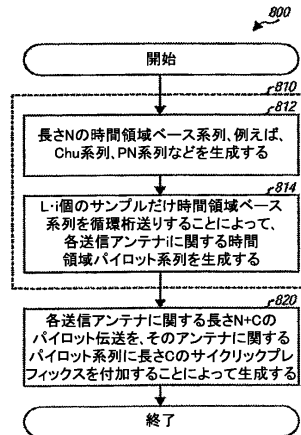 800
開始
810
812
長さNの時間領域ベース系列、例えば、
Chu系列、PN系列などを生成する
814
L·i個のサンプルだけ時間領域ベース
系列を循環桁送りすることによって、
各送信アンテナiに関する時間
領域パイロット系列を生成する
820
各送信アンテナに関する長さN+Cの
パイロット伝送を、そのアンテナに関する
パイロット系列に長さCのサイクリックプレ
フィックスを付加することによって生成する
終了